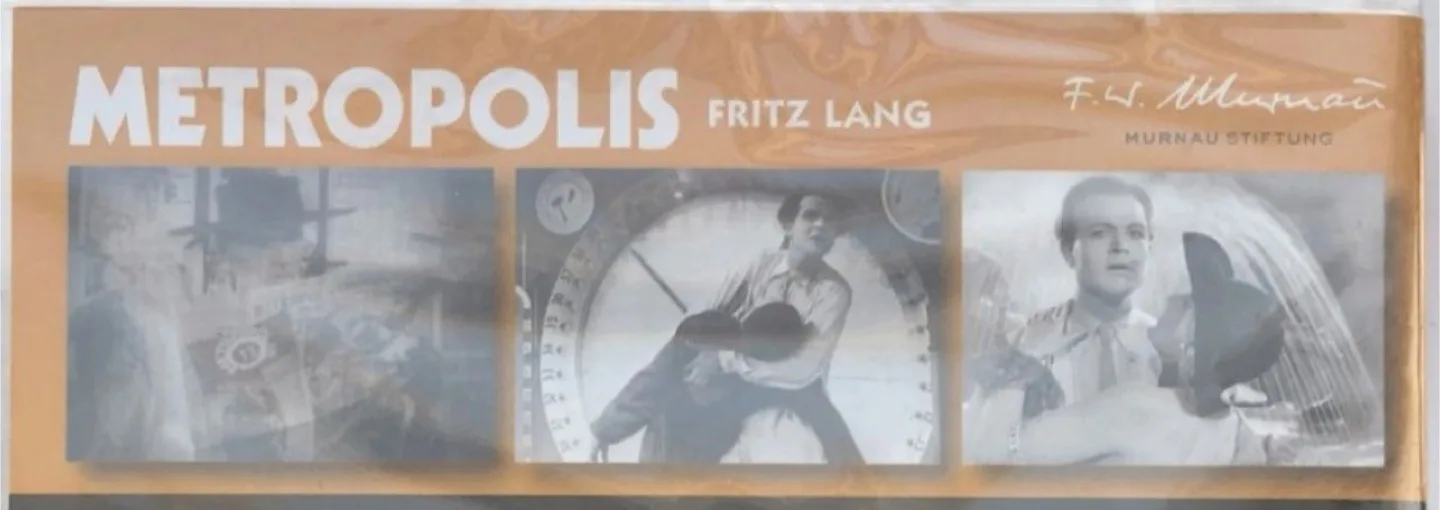 METROPOLIS FRITZ LANG
F.W. Murnau
MURNAU STIFTUNG